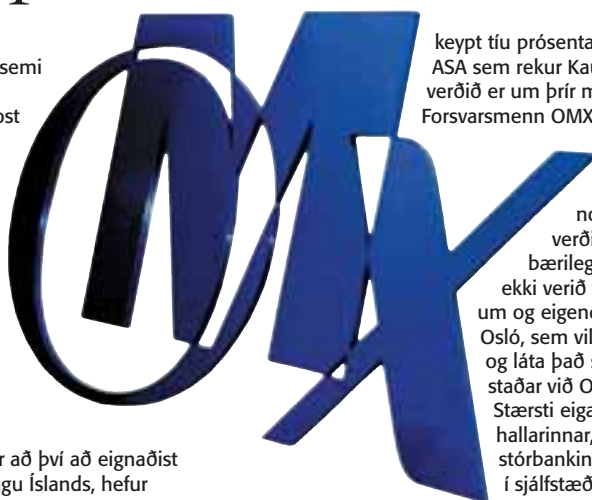 semi
OMX
r að því að eignaðist
gu Íslands, hefur
keypt tíu prósenta
ASA sem rekur Kau
verðið er um þrír m
Forsvarsmenn OMX
no
verði
bærileg
ekki verið
um og eigend
Osló, sem vil
og láta það s
staðar við O
Stærsti eiga
hallarinnar,
stórbankin
í sjálfstæð